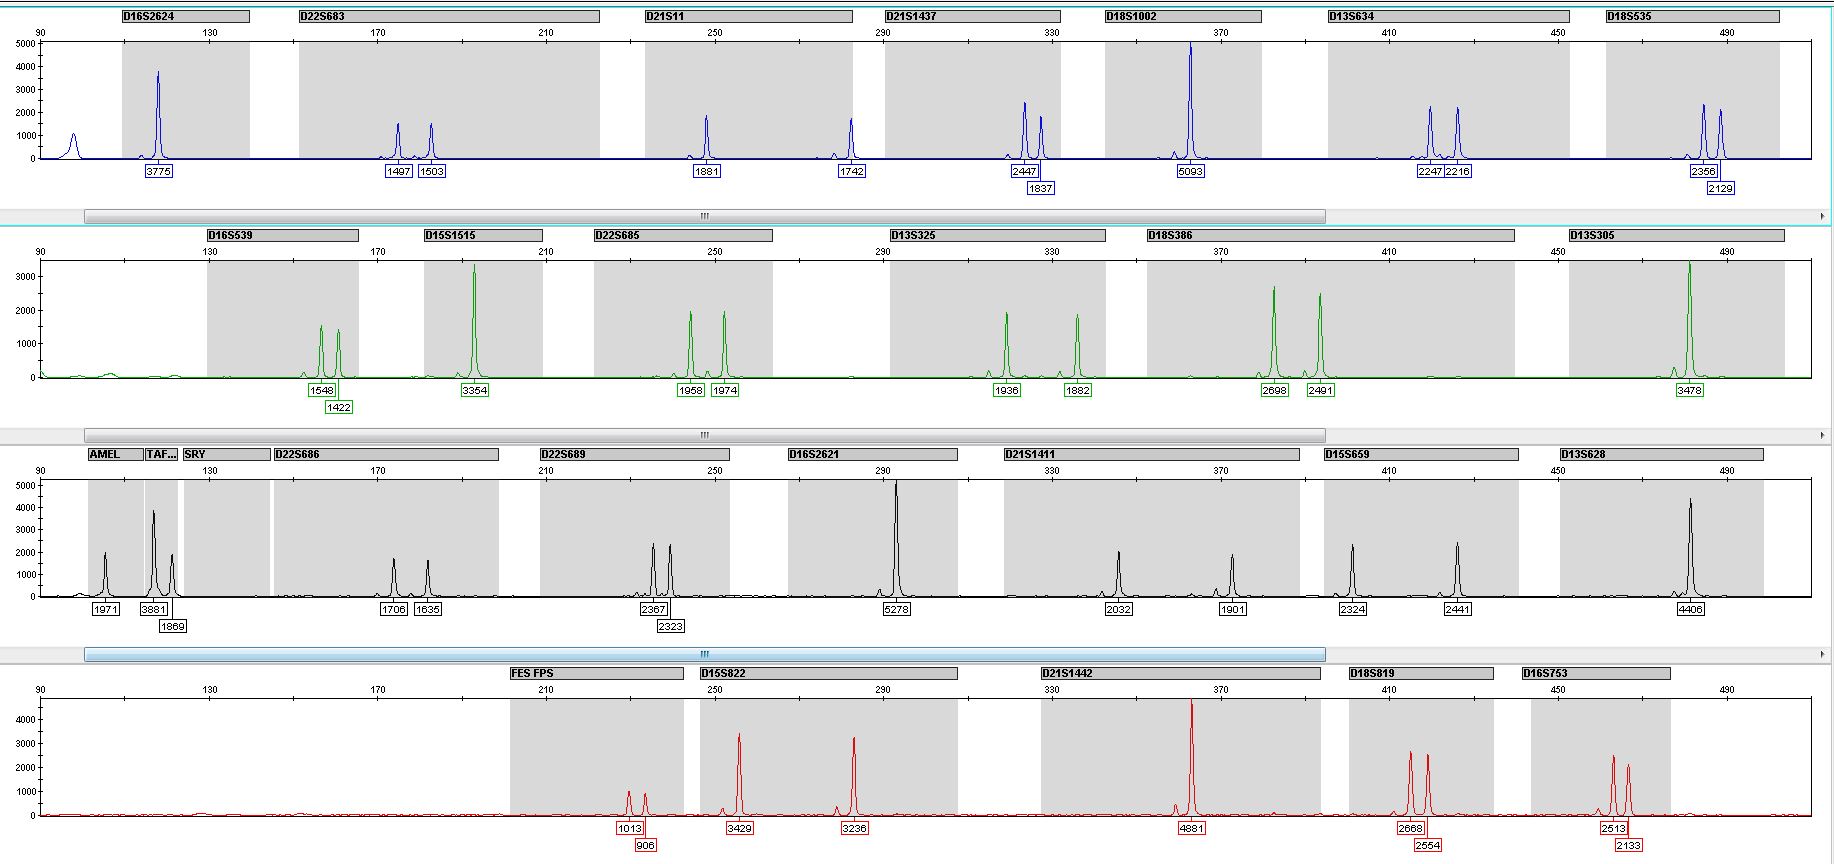 D16S2624 D22S683 D21S11 D21S1437 D18S1002 D13S634 D18S535
90 130 170 210 250 290 330 370 410 450 490
5000
4000
3000
2000
1000
0
3775 1497 1503 1881 1742 2447 5093 2247 2216 2356
1837 2129
D16S539 D15S1515 D22S685 D13S325 D18S386 D13S305
90 130 170 210 250 290 330 370 410 450 490
3000
2000
1000
0
1548 3354 1958 1974 1936 1882 2698 2491 3478
1422
AMEL TAF... SRY D22S686 D22S689 D16S2621 D21S1411 D15S659 D13S628
90 130 170 210 250 290 330 370 410 450 490
5000
4000
3000
2000
1000
0
1971 3881 1706 1635 2367 5278 2032 1901 2324 2441 4406
1869 2323
FES FPS D15S822 D21S1442 D18S819 D16S753
90 130 170 210 250 290 330 370 410 450 490
4000
3000
2000
1000
0
1013 3429 3236 4881 2668 2513
906 2554 2133